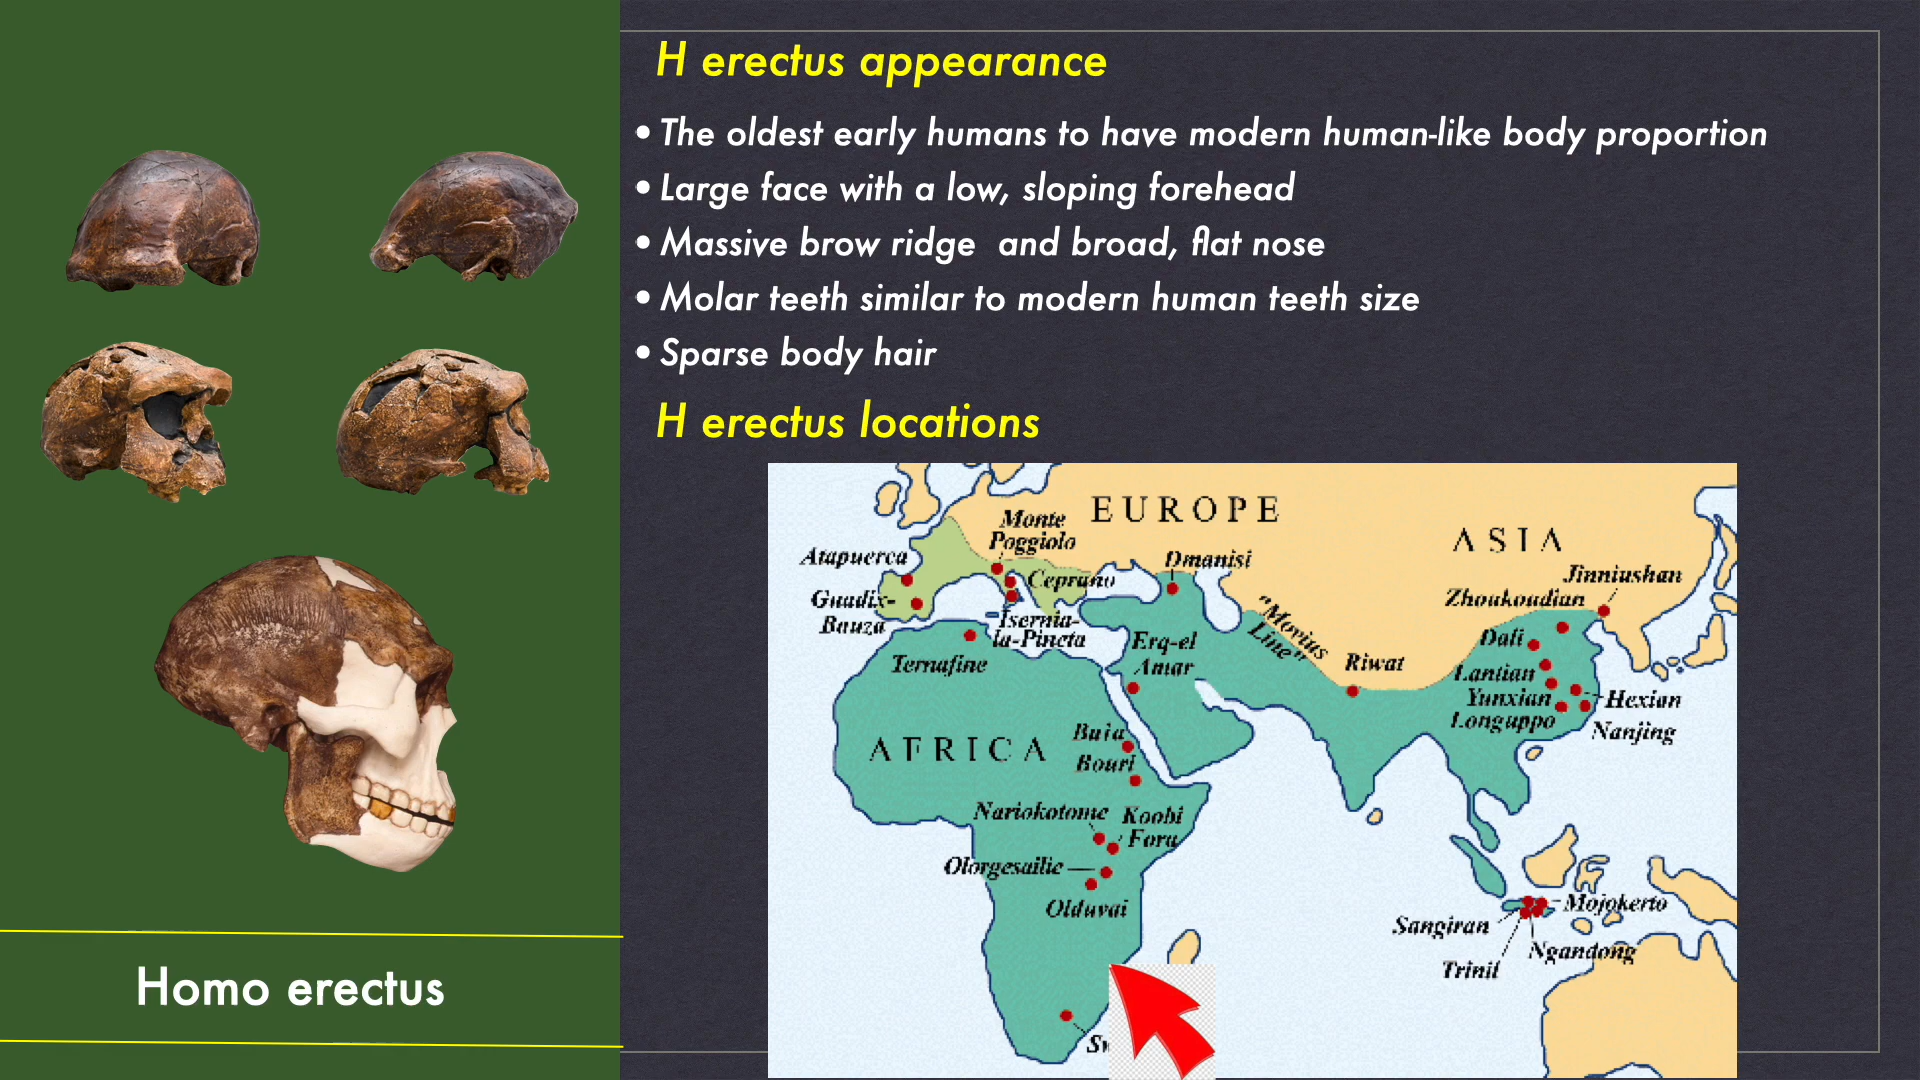 H erectus appearance
•The oldest early humans to have modern human-like body proportion
•Large face with a low, sloping forehead
•Massive brow ridge  and broad, flat nose
•Molar teeth similar to modern human teeth size
•Sparse body hair
H erectus locations
EUROPE
ASIA
AFRICA
Monte
Poggiolo
Atapuerca
Ceprano
Guadix-
Bauza
Isernia-
la-Pineta
Ternafine
Dmanisi
"Movius
Line"
Erq-el
Amar
Riwat
Jinniushan
Zhoukoudian
Dali
Lantian
Yunxian
Longuppo
Hexian
Nanjing
Buia
Bouri
Nariokotome
Koobi
Fora
Olorgesailie
Olduvai
Sangiran
Mojokerto
Trinil
Ngandong
Homo erectus